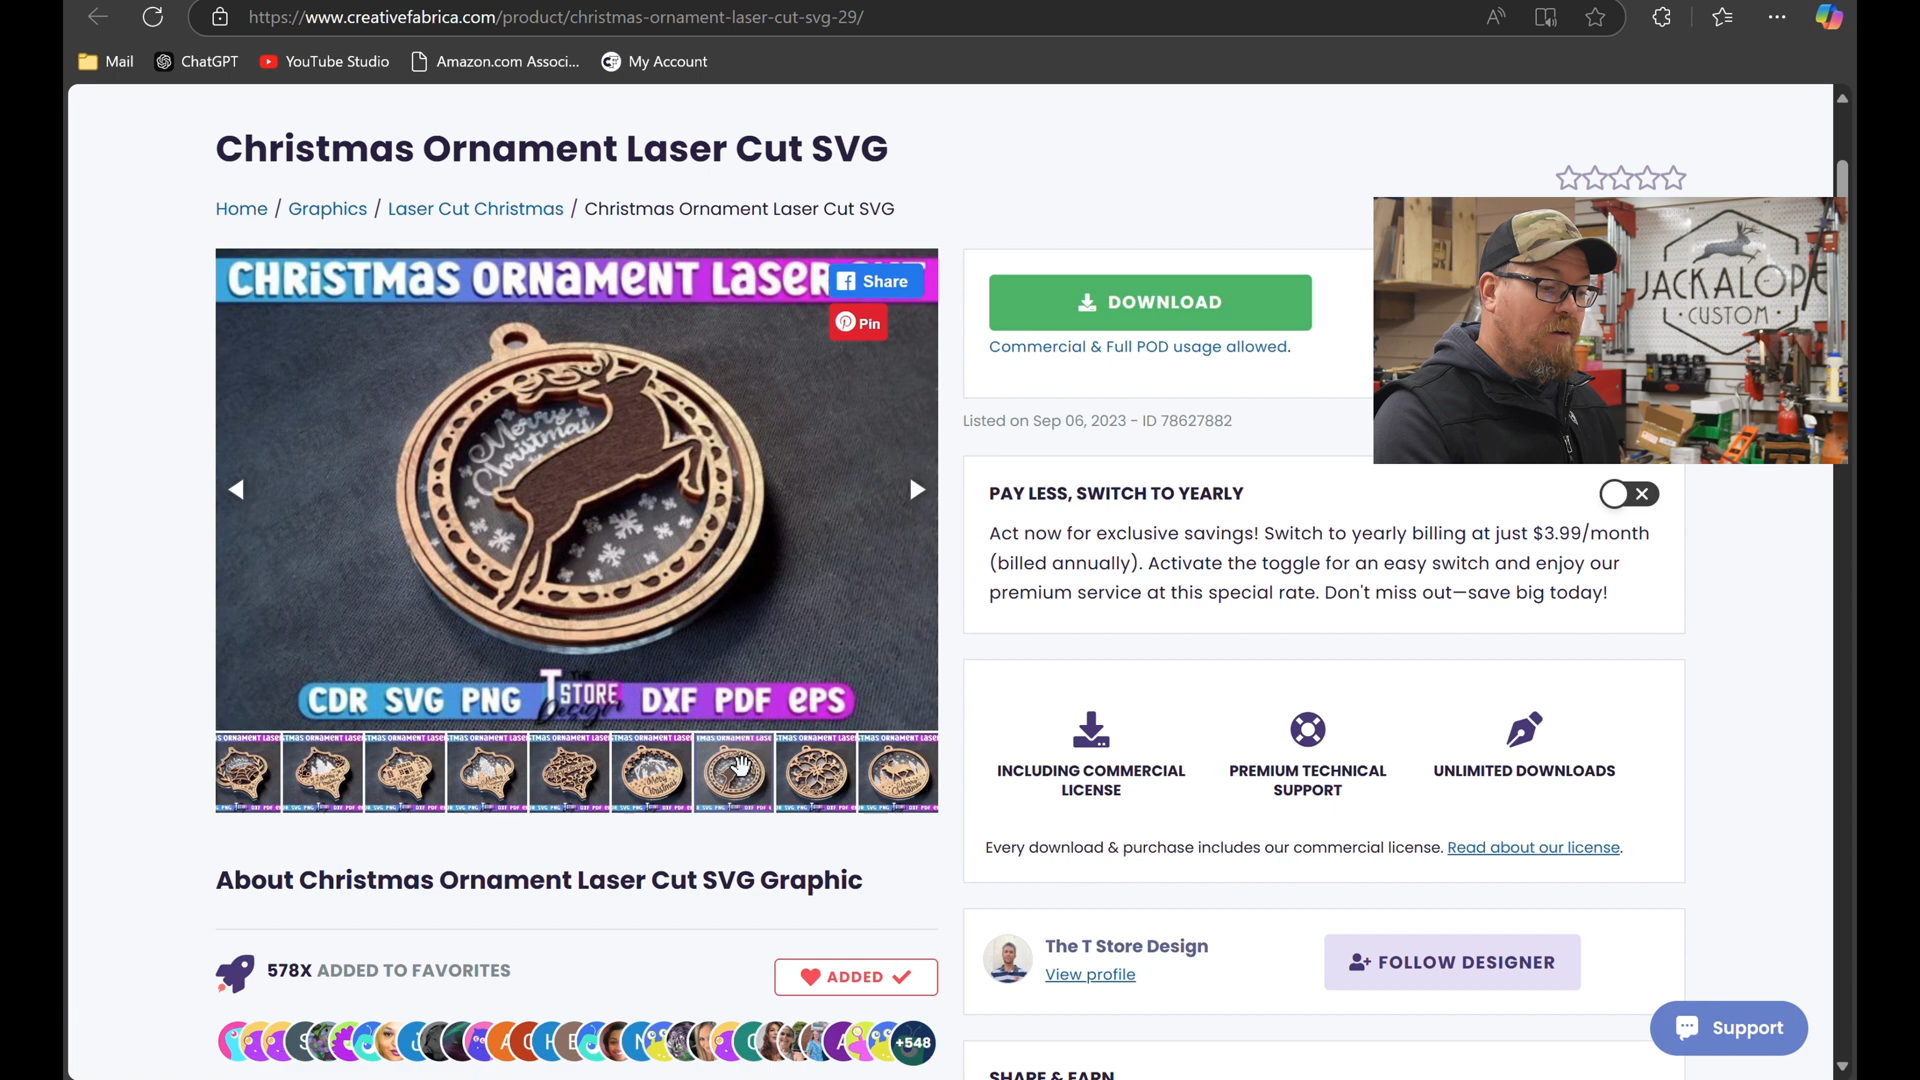 https://www.creativefabrica.com/product/christmas-ornament-laser-cut-svg-29/
Mail
ChatGPT
YouTube Studio
Amazon.com Associ...
My Account
Christmas Ornament Laser Cut SVG
Home / Graphics / Laser Cut Christmas / Christmas Ornament Laser Cut SVG
CHRISTMAS ORNAMENT LASER
Share
Pin
Merry
Christmas
CDR SVG PNG
THE
T STORE
Design
DXF PDF EPS
DOWNLOAD
Commercial & Full POD usage allowed.
JACKALOPE
· CUSTOM ·
Listed on Sep 06, 2023 - ID 78627882
PAY LESS, SWITCH TO YEARLY
Act now for exclusive savings! Switch to yearly billing at just $3.99/month
(billed annually). Activate the toggle for an easy switch and enjoy our
premium service at this special rate. Don't miss out—save big today!
INCLUDING COMMERCIAL
LICENSE
PREMIUM TECHNICAL
SUPPORT
UNLIMITED DOWNLOADS
Every download & purchase includes our commercial license. Read about our license.
About Christmas Ornament Laser Cut SVG Graphic
578X ADDED TO FAVORITES
ADDED
+548
The T Store Design
View profile
FOLLOW DESIGNER
Support
SHARE & EARN